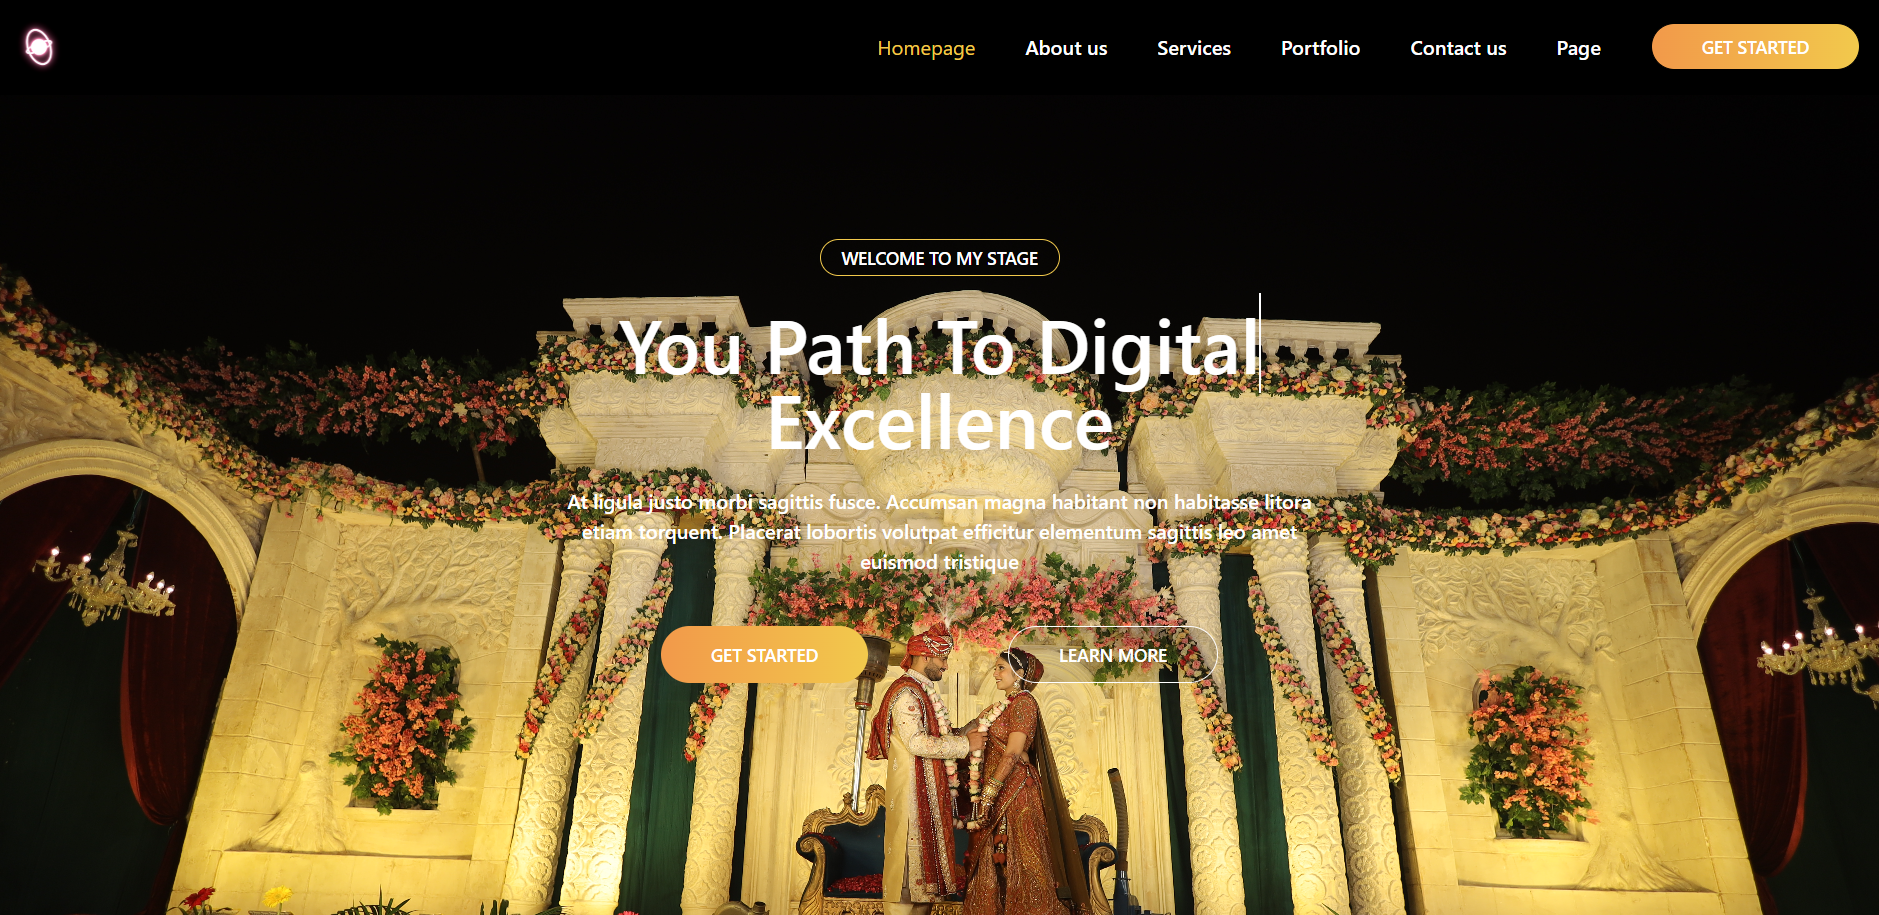 Homepage
About us
Services
Portfolio
Contact us
Page
GET STARTED
WELCOME TO MY STAGE
You Path To Digital
Excellence
At ligula justo morbi sagittis fusce. Accumsan magna habitant non habitasse litora
etiam torquent. Placerat lobortis volutpat efficitur elementum sagittis leo amet
euismod tristique
GET STARTED
LEARN MORE